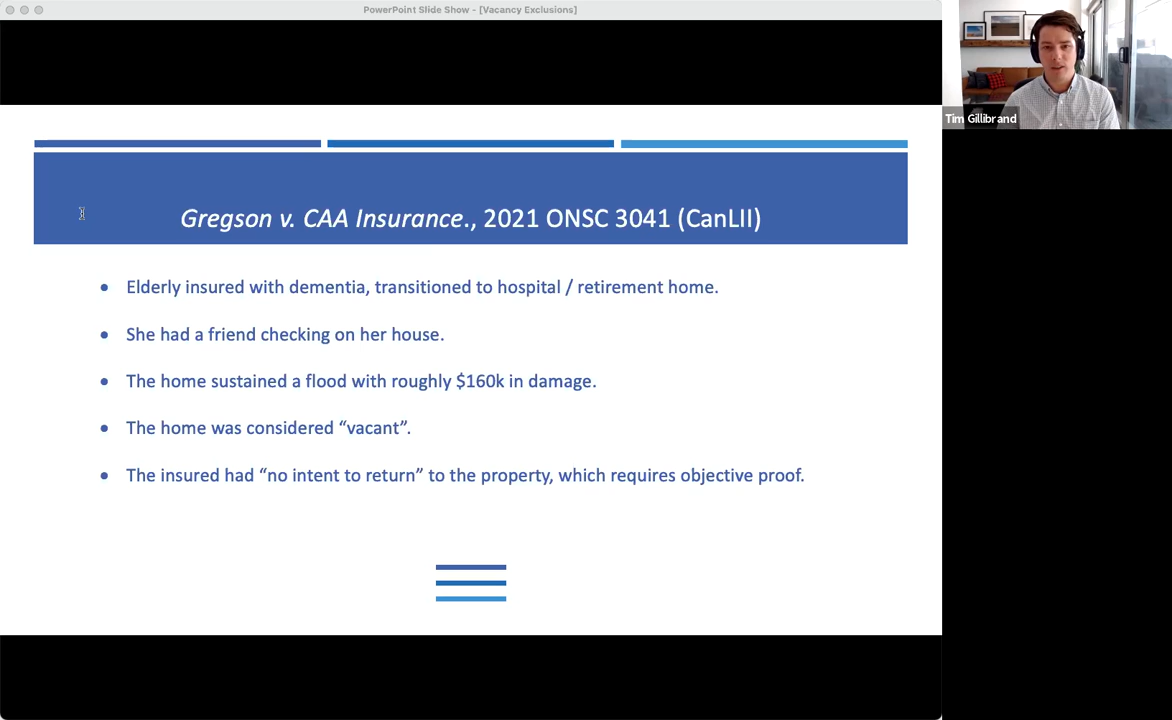 PowerPoint Slide Show - [Vacancy Exclusions]
Tim Gillibrand
Gregson v. CAA Insurance., 2021 ONSC 3041 (CanLII)
• Elderly insured with dementia, transitioned to hospital / retirement home.
• She had a friend checking on her house.
• The home sustained a flood with roughly $160k in damage.
• The home was considered “vacant”.
• The insured had “no intent to return” to the property, which requires objective proof.